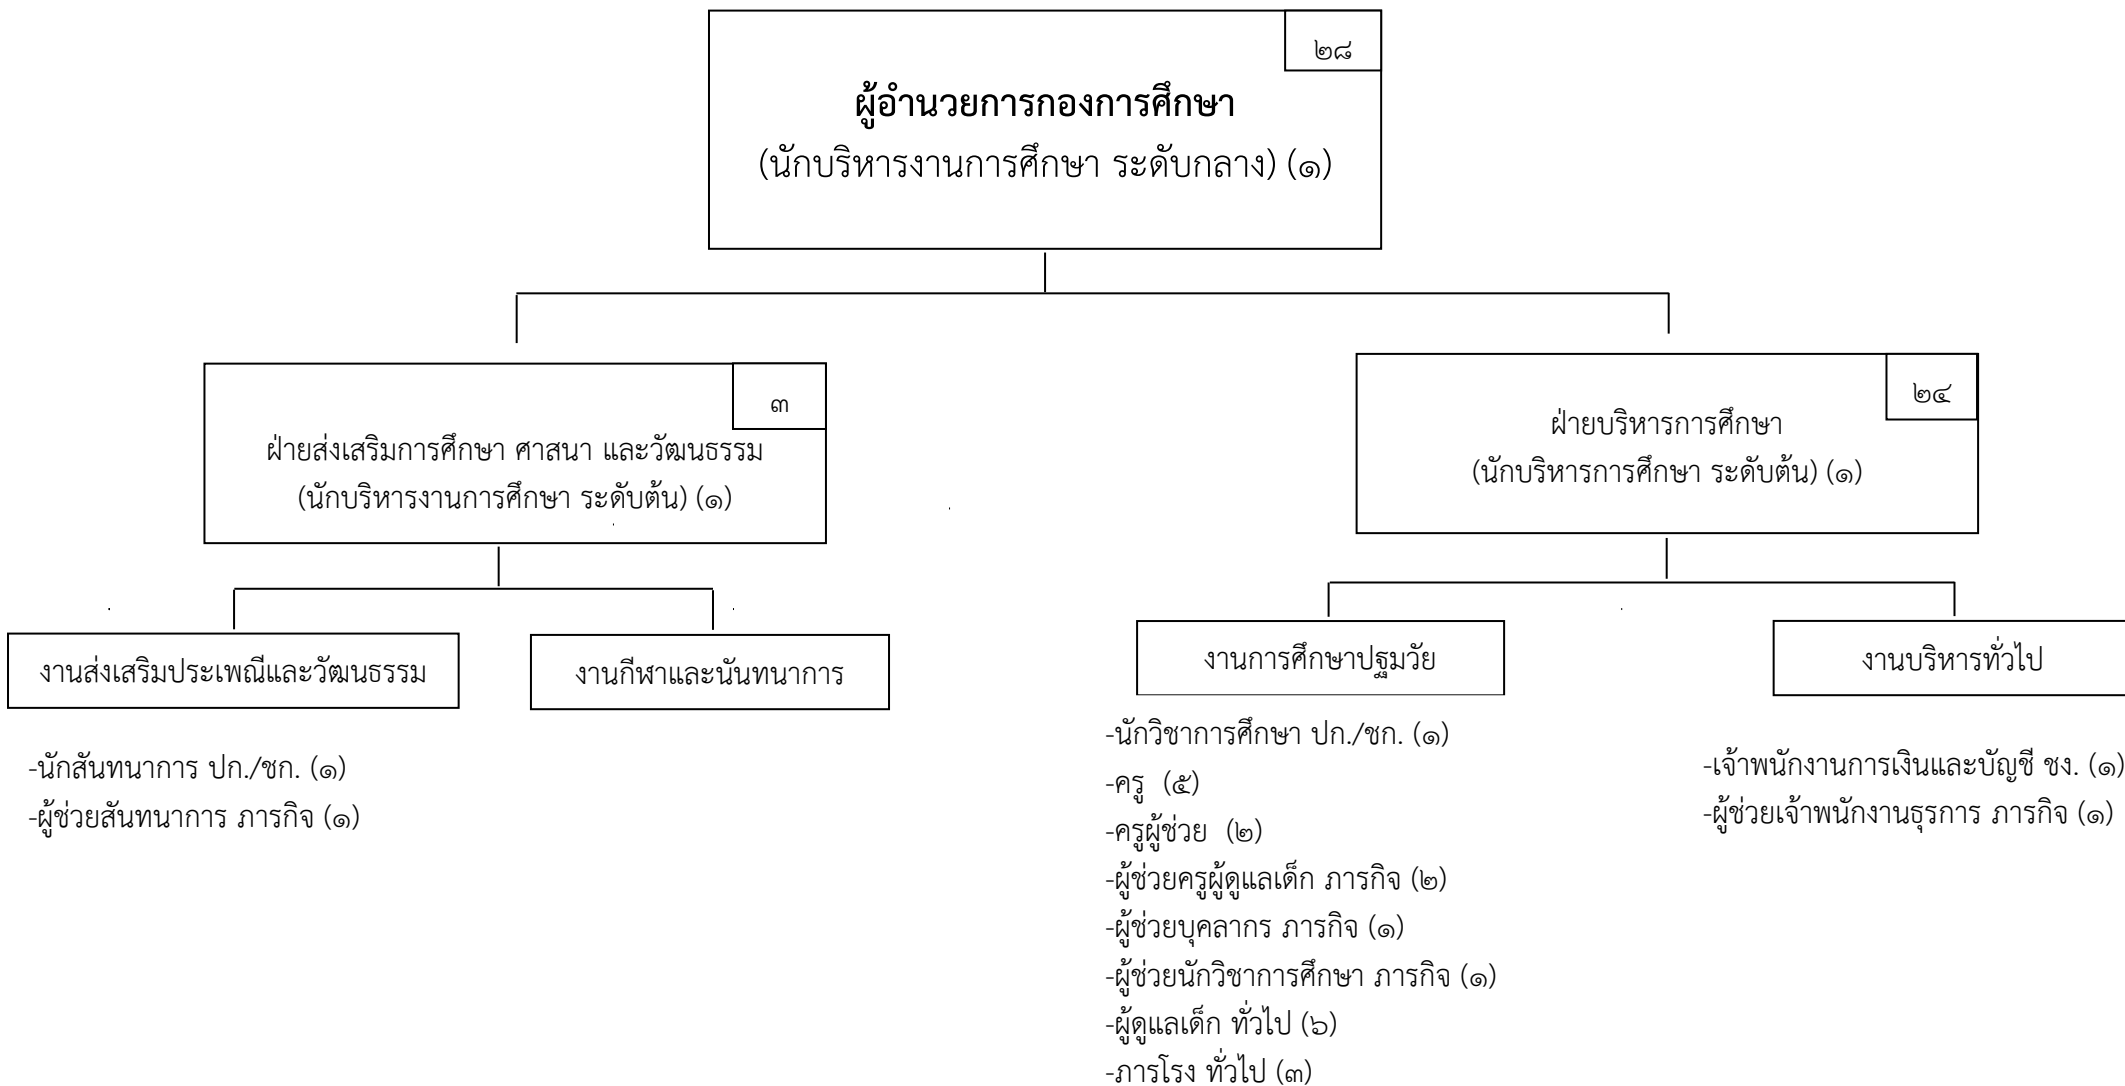 ๒๘
ผู้อำนวยการกองการศึกษา
(นักบริหารงานการศึกษา ระดับกลาง) (๑)
๓
ฝ่ายส่งเสริมการศึกษา ศาสนา และวัฒนธรรม
(นักบริหารงานการศึกษา ระดับต้น) (๑)
๒๔
ฝ่ายบริหารการศึกษา
(นักบริหารการศึกษา ระดับต้น) (๑)
งานส่งเสริมประเพณีและวัฒนธรรม
งานกีฬาและนันทนาการ
งานการศึกษาปฐมวัย
งานบริหารทั่วไป
-นักสันทนาการ ปก./ชก. (๑)
-ผู้ช่วยสันทนาการ ภารกิจ (๑)
-นักวิชาการศึกษา ปก./ชก. (๑)
-ครู (๕)
-ครูผู้ช่วย (๒)
-ผู้ช่วยครูผู้ดูแลเด็ก ภารกิจ (๒)
-ผู้ช่วยบุคลากร ภารกิจ (๑)
-ผู้ช่วยนักวิชาการศึกษา ภารกิจ (๑)
-ผู้ดูแลเด็ก ทั่วไป (๖)
-ภารโรง ทั่วไป (๓)
-เจ้าพนักงานการเงินและบัญชี ชง. (๑)
-ผู้ช่วยเจ้าพนักงานธุรการ ภารกิจ (๑)